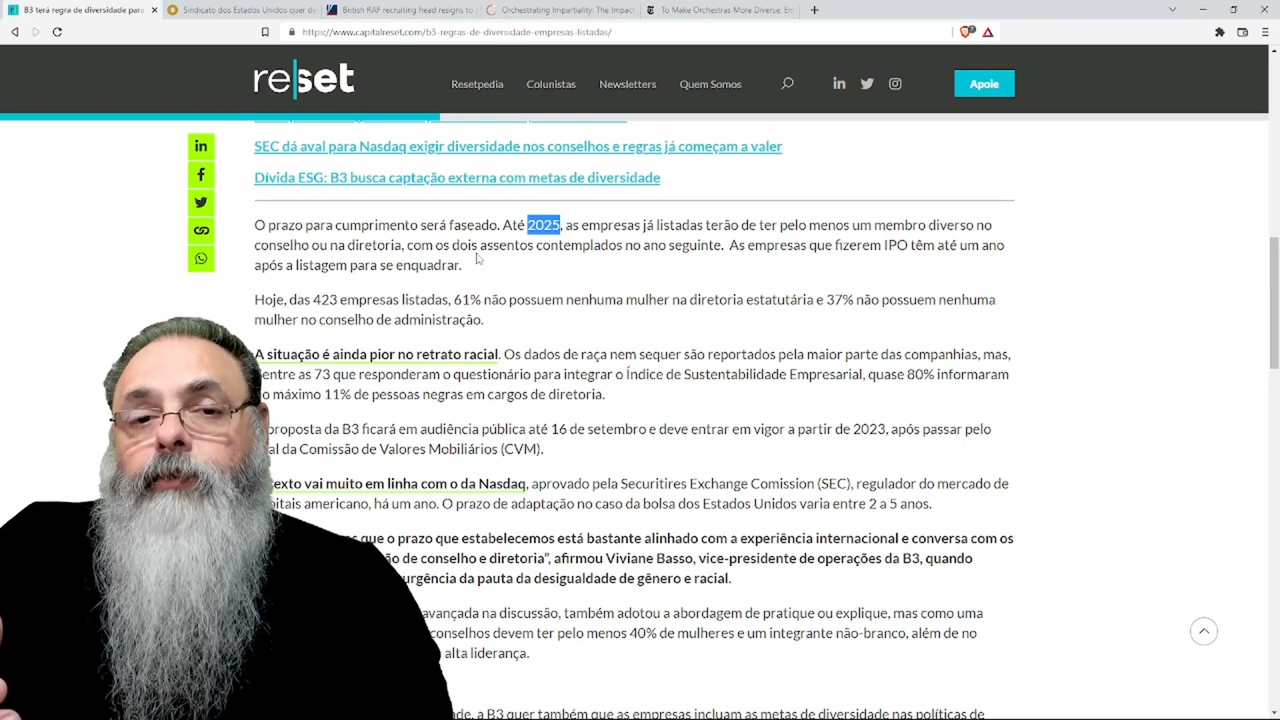 B3 terá regra de diversidade para
Sindicato dos Estados Unidos quer de
British RAF recruiting head resigns to
Orchestrating Impartiality: The Impact
To Make Orchestras More Diverse, En
https://www.capitalreset.com/b3-regras-de-diversidade-empresas-listadas/
reset
Resetpedia
Colunistas
Newsletters
Quem Somos
Apoie
SEC dá aval para Nasdaq exigir diversidade nos conselhos e regras já começam a valer
Dívida ESG: B3 busca captação externa com metas de diversidade
O prazo para cumprimento será faseado. Até 2025, as empresas já listadas terão de ter pelo menos um membro diverso no
conselho ou na diretoria, com os dois assentos contemplados no ano seguinte. As empresas que fizerem IPO têm até um ano
após a listagem para se enquadrar.
Hoje, das 423 empresas listadas, 61% não possuem nenhuma mulher na diretoria estatutária e 37% não possuem nenhuma
mulher no conselho de administração.
A situação é ainda pior no retrato racial. Os dados de raça nem sequer são reportados pela maior parte das companhias, mas,
entre as 73 que responderam o questionário para integrar o Índice de Sustentabilidade Empresarial, quase 80% informaram
o máximo 11% de pessoas negras em cargos de diretoria.
proposta da B3 ficará em audiência pública até 16 de setembro e deve entrar em vigor a partir de 2023, após passar pelo
al da Comissão de Valores Mobiliários (CVM).
exto vai muito em linha com o da Nasdaq, aprovado pela Securitires Exchange Comission (SEC), regulador do mercado de
pitais americano, há um ano. O prazo de adaptação no caso da bolsa dos Estados Unidos varia entre 2 a 5 anos.
que o prazo que estabelecemos está bastante alinhado com a experiência internacional e conversa com os
ão de conselho e diretoria", afirmou Viviane Basso, vice-presidente de operações da B3, quando
urgência da pauta da desigualdade de gênero e racial.
avançada na discussão, também adotou a abordagem de pratique ou explique, mas como uma
conselhos devem ter pelo menos 40% de mulheres e um integrante não-branco, além de no
alta liderança.
a B3 quer também que as empresas incluam as metas de diversidade nas políticas de